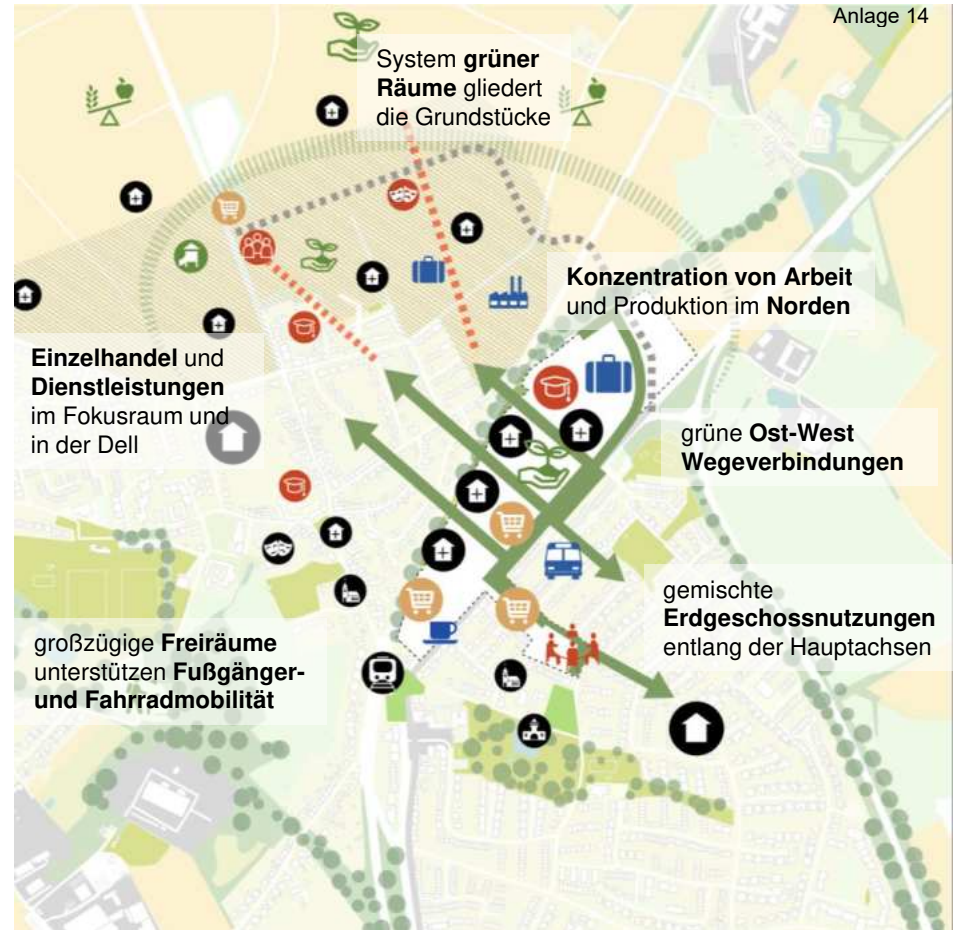 Anlage 14
System grüner
Räume gliedert
die Grundstücke
Konzentration von Arbeit
und Produktion im Norden
Einzelhandel und
Dienstleistungen
im Fokusraum und
in der Dell
grüne Ost-West
Wegeverbindungen
gemischte
Erdgeschossnutzungen
entlang der Hauptachsen
großzügige Freiräume
unterstützen Fußgänger-
und Fahrradmobilität